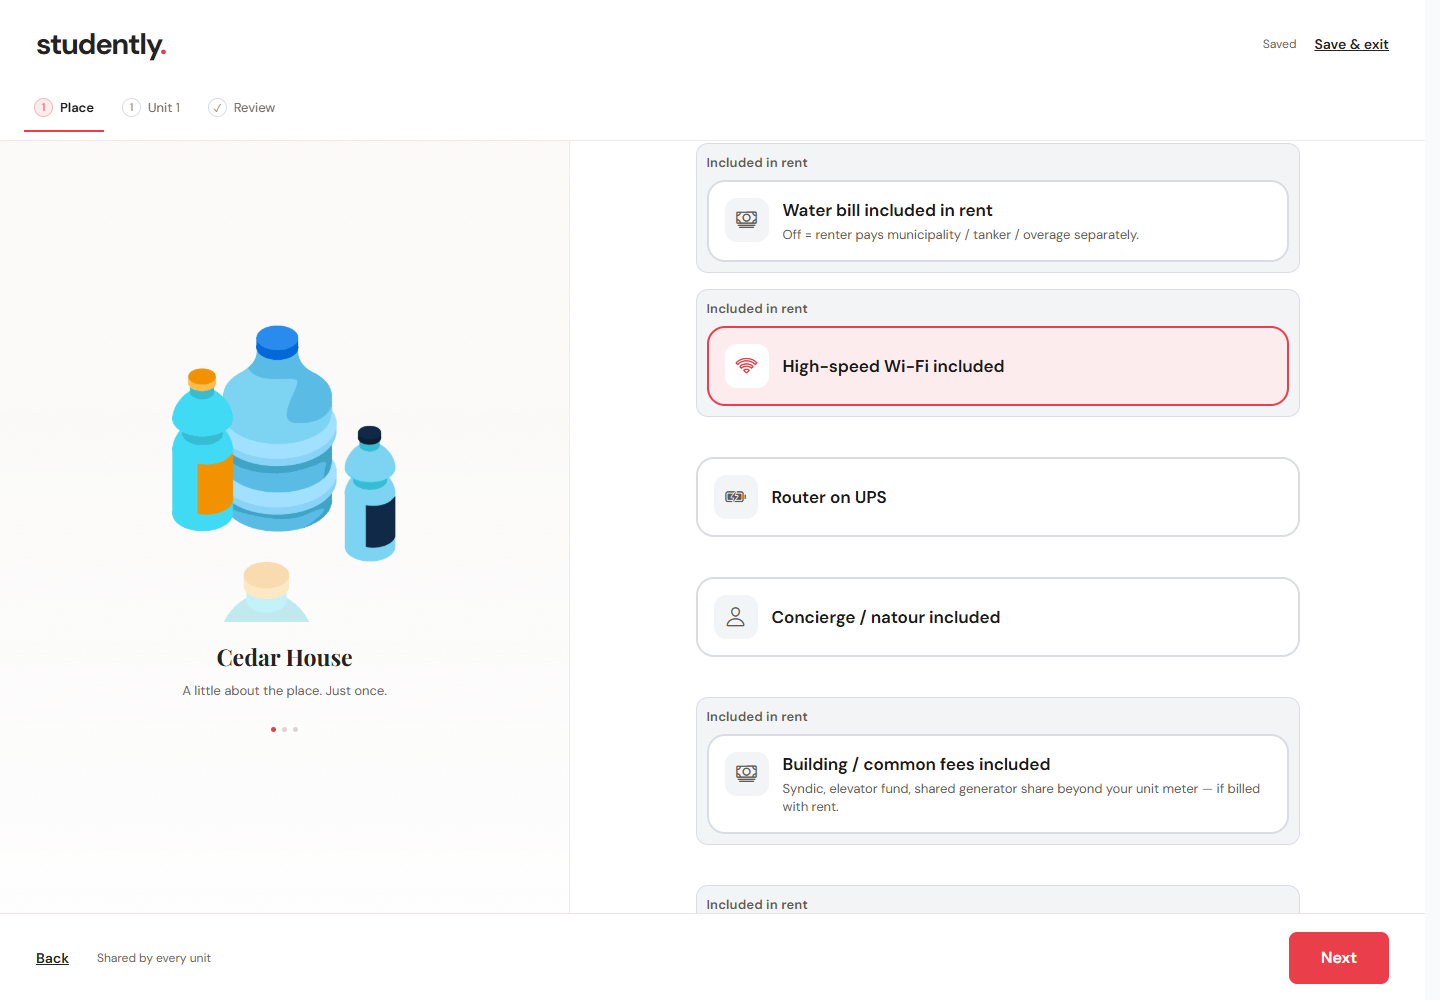 studently.
Saved
Save & exit
1 Place
1 Unit 1
✓ Review
Cedar House
A little about the place. Just once.
Included in rent
Water bill included in rent
Off = renter pays municipality / tanker / overage separately.
Included in rent
High-speed Wi-Fi included
Router on UPS
Concierge / natour included
Included in rent
Building / common fees included
Syndic, elevator fund, shared generator share beyond your unit meter — if billed
with rent.
Included in rent
Back
Shared by every unit
Next